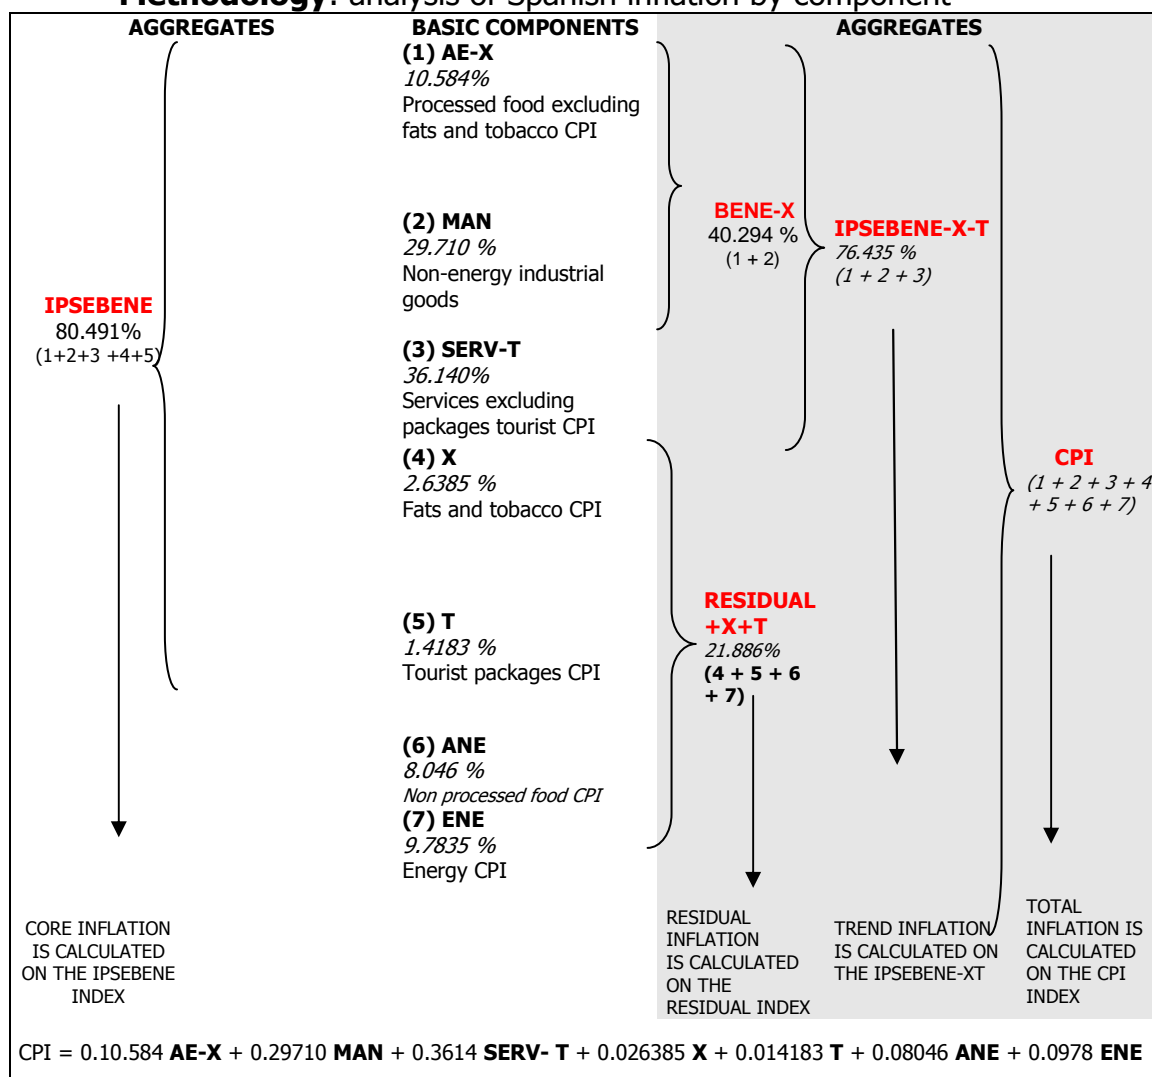 Methodology: analysis of Spanish inflation by component
AGGREGATES
BASIC COMPONENTS
AGGREGATES
(1) AE-X
10.584%
Processed food excluding
fats and tobacco CPI
(2) MAN
29.710 %
Non-energy industrial
goods
(3) SERV-T
36.140%
Services excluding
packages tourist CPI
(4) X
2.6385 %
Fats and tobacco CPI
(5) T
1.4183 %
Tourist packages CPI
(6) ANE
8.046 %
Non processed food CPI
(7) ENE
9.7835 %
Energy CPI
IPSEBENE
80.491%
(1+2+3 +4+5)
BENE-X
40.294 %
(1 + 2)
IPSEBENE-X-T
76.435 %
(1 + 2 + 3)
CPI
(1 + 2 + 3 + 4
+ 5 + 6 + 7)
RESIDUAL
+X+T
21.886%
(4 + 5 + 6
+ 7)
CORE INFLATION
IS CALCULATED
ON THE IPSEBENE
INDEX
RESIDUAL
INFLATION
IS CALCULATED
ON THE
RESIDUAL INDEX
TREND INFLATION
IS CALCULATED ON
THE IPSEBENE-XT
TOTAL
INFLATION IS
CALCULATED
ON THE CPI
INDEX
CPI = 0.10.584 AE-X + 0.29710 MAN + 0.3614 SERV- T + 0.026385 X + 0.014183 T + 0.08046 ANE + 0.0978 ENE